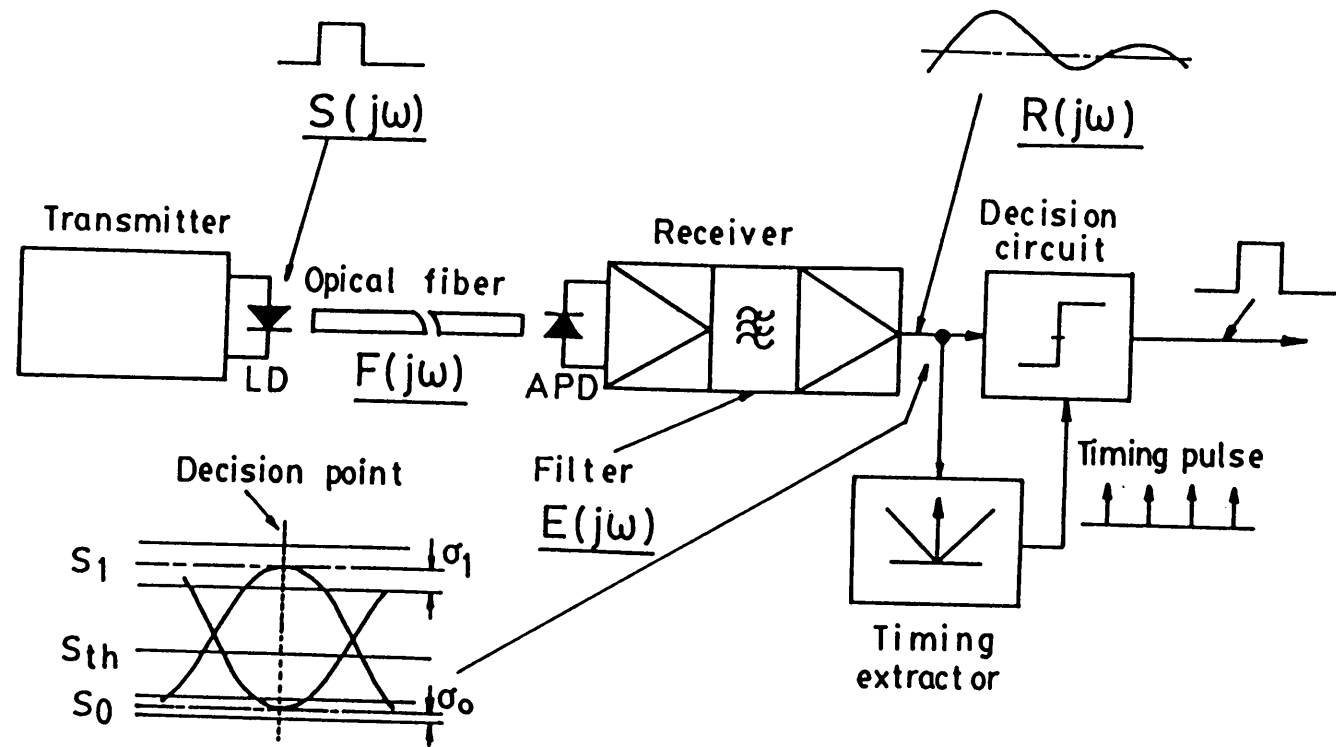 S(jω)
R(jω)
Transmitter
Receiver
Decision
circuit
Opical fiber
LD
F(jω)
APD
Decision point
Filter
E(jω)
Timing pulse
S1
σ1
Sth
S0
σo
Timing
extractor